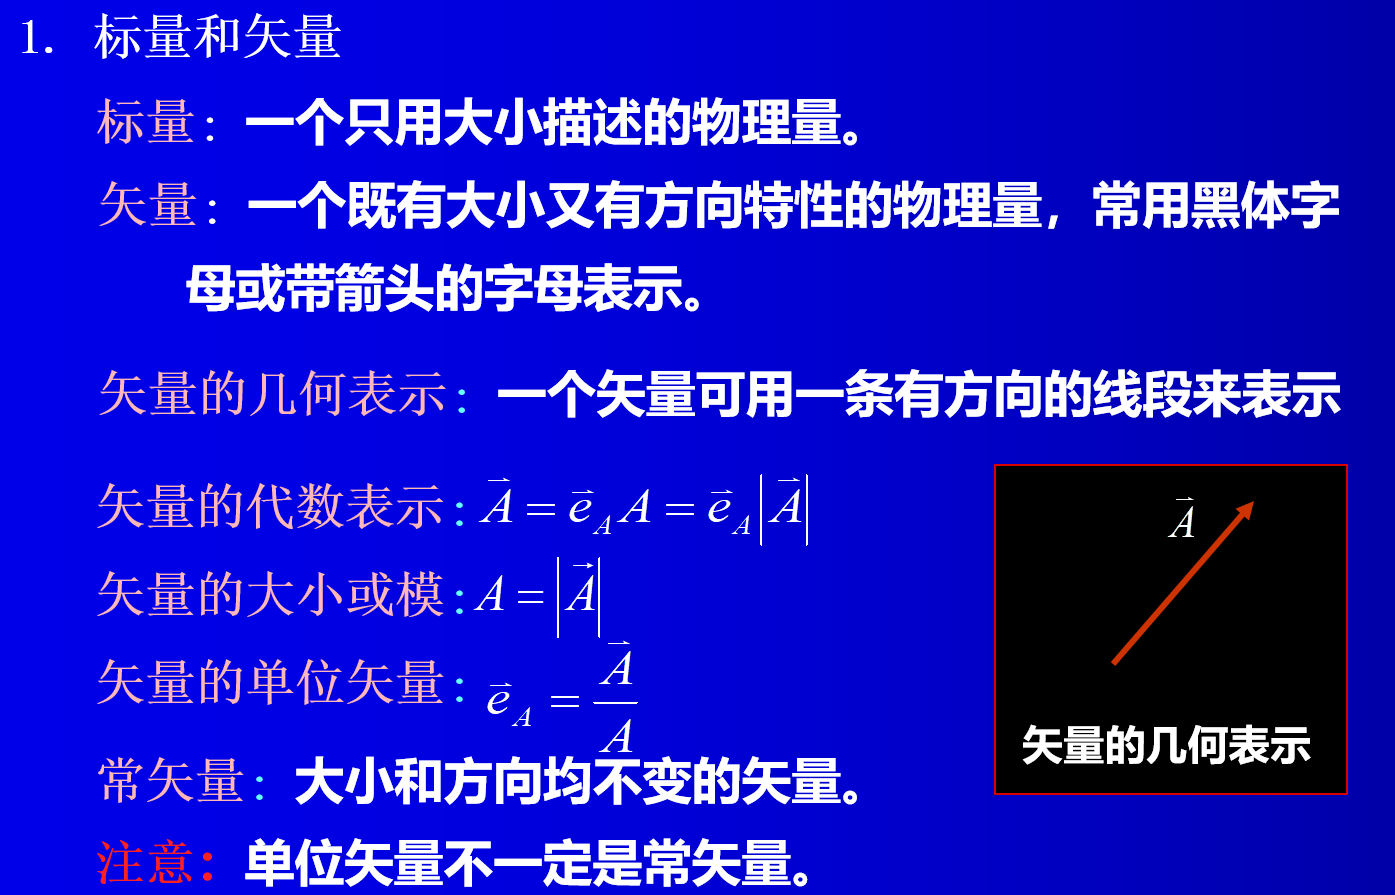 1. 标量和矢量
标量：一个只用大小描述的物理量。
矢量：一个既有大小又有方向特性的物理量，常用黑体字
母或带箭头的字母表示。
矢量的几何表示：一个矢量可用一条有方向的线段来表示
矢量的代数表示：$\vec{A} = \vec{e}_A A = \vec{e}_A |\vec{A}|$
矢量的大小或模：$A = |\vec{A}|$
矢量的单位矢量：$\vec{e}_A = \frac{\vec{A}}{A}$
常矢量：大小和方向均不变的矢量。
注意：单位矢量不一定是常矢量。
$\vec{A}$
矢量的几何表示